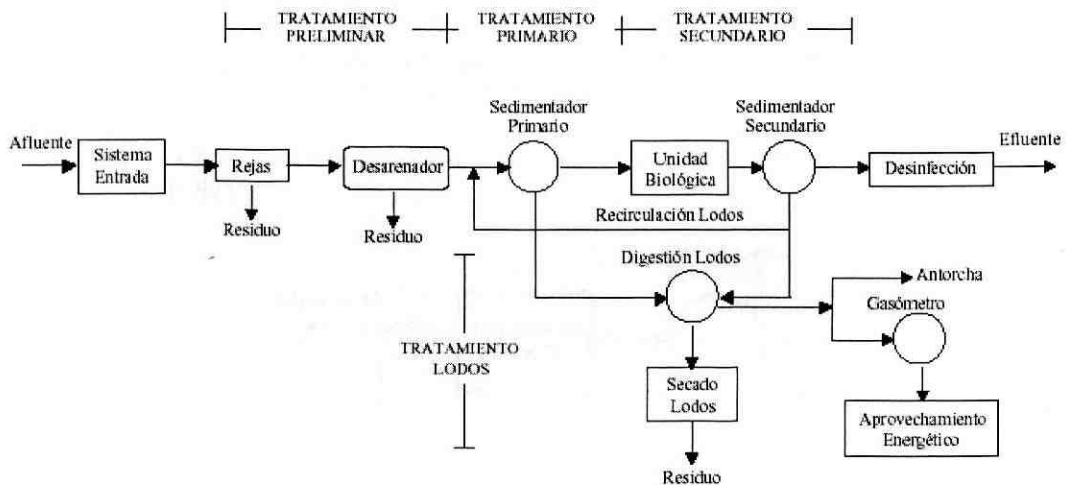 TRATAMIENTO
PRELIMINAR
TRATAMIENTO
PRIMARIO
TRATAMIENTO
SECUNDARIO
Afluente
Sistema
Entrada
Rejas
Residuo
Desarenador
Residuo
Sedimentador
Primario
Unidad
Biológica
Sedimentador
Secundario
Desinfección
Efluente
Recirculación Lodos
Digestión Lodos
Antorcha
Gasómetro
TRATAMIENTO
LODOS
Secado
Lodos
Aprovechamiento
Energético
Residuo